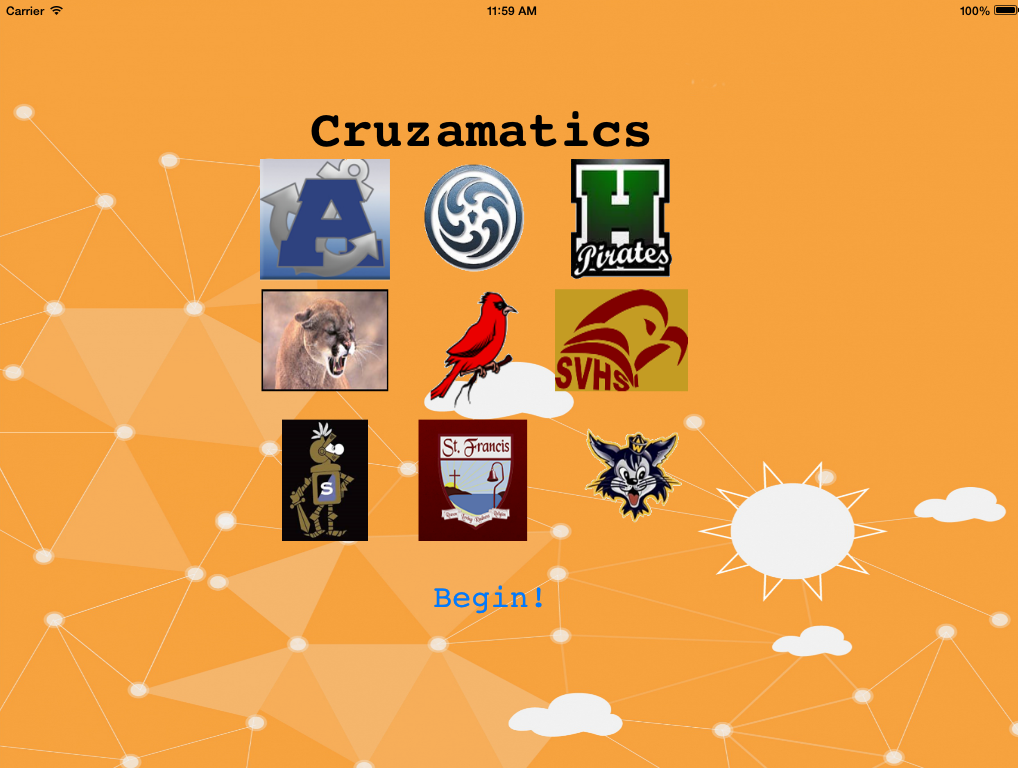 Carrier 11:59 AM 100%
Cruzamatics
A
H
Pirates
SVHS
S
St. Francis
W
Begin!